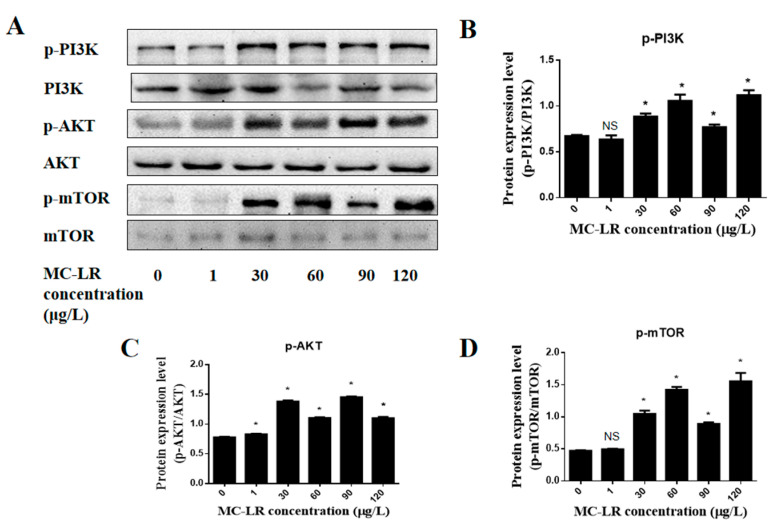 A
p-PI3K
PI3K
p-AKT
AKT
p-mTOR
mTOR
MC-LR concentration (μg/L)
0 1 30 60 90 120
B
p-PI3K
Protein expression level
(p-PI3K/PI3K)
1.5
1.0
0.5
0.0
NS * * * *
0 1 30 60 90 120
MC-LR concentration (μg/L)
C
p-AKT
Protein expression level
(p-AKT/AKT)
2.0
1.5
1.0
0.5
0.0
* * * * *
0 1 30 60 90 120
MC-LR concentration (μg/L)
D
p-mTOR
Protein expression level
(p-mTOR/mTOR)
2.0
1.5
1.0
0.5
0.0
NS * * * *
0 1 30 60 90 120
MC-LR concentration (μg/L)